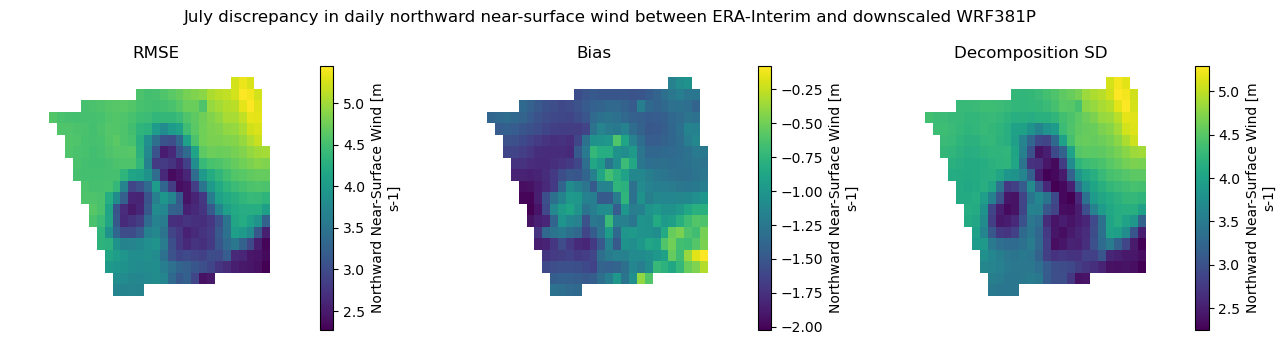 July discrepancy in daily northward near-surface wind between ERA-Interim and downscaled WRF381P
RMSE
5.0
4.5
4.0
3.5
3.0
2.5
Northward Near-Surface Wind [m
s-1]
Bias
−0.25
−0.50
−0.75
−1.00
−1.25
−1.50
−1.75
−2.00
Northward Near-Surface Wind [m
s-1]
Decomposition SD
5.0
4.5
4.0
3.5
3.0
2.5
Northward Near-Surface Wind [m
s-1]